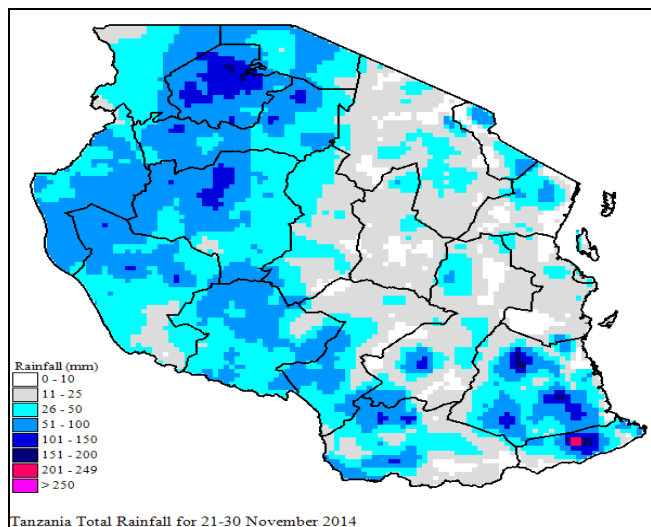 Rainfall (mm)
0 - 10
11 - 25
26 - 50
51 - 100
101 - 150
151 - 200
201 - 249
> 250
Tanzania Total Rainfall for 21-30 November 2014